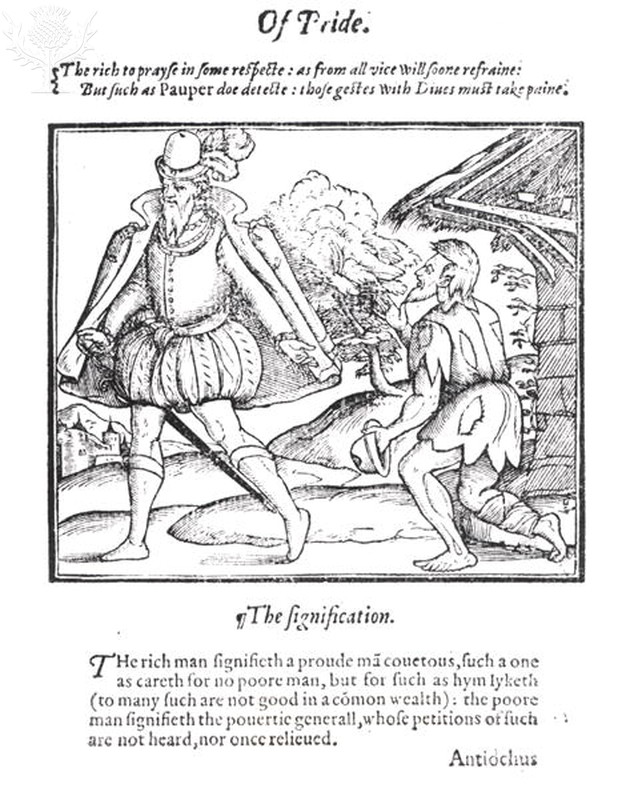 Of Pride.
The rich to prayſe in ſome reſpecte : as from all vice will ſoone refraine:
But ſuch as Pauper doe detecte : thoſe geſtes with Diues muſt take paine.
¶The ſignification.
THe rich man ſignifieth a proude mā couetous, ſuch a one
as careth for no poore man, but for ſuch as hym lyketh
(to many ſuch are not good in a cōmon wealth) : the poore
man ſignifieth the pouertie generall, whoſe petitions of ſuch
are not heard, nor once relieued.
Antiochus